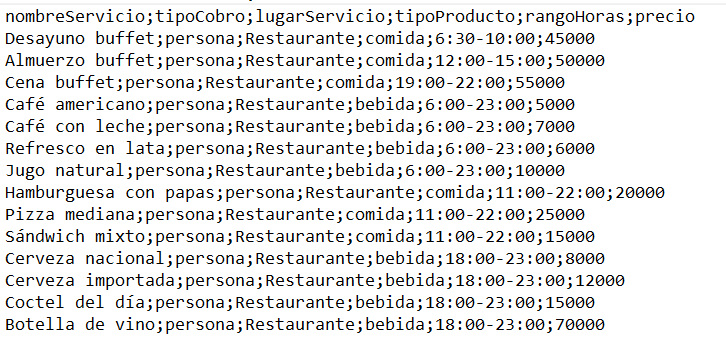 nombreServicio;tipoCobro;lugarServicio;tipoProducto;rangoHoras;precio
Desayuno buffet;persona;Restaurante;comida;6:30-10:00;45000
Almuerzo buffet;persona;Restaurante;comida;12:00-15:00;50000
Cena buffet;persona;Restaurante;comida;19:00-22:00;55000
Café americano;persona;Restaurante;bebida;6:00-23:00;5000
Café con leche;persona;Restaurante;bebida;6:00-23:00;7000
Refresco en lata;persona;Restaurante;bebida;6:00-23:00;6000
Jugo natural;persona;Restaurante;bebida;6:00-23:00;10000
Hamburguesa con papas;persona;Restaurante;comida;11:00-22:00;20000
Pizza mediana;persona;Restaurante;comida;11:00-22:00;25000
Sándwich mixto;persona;Restaurante;comida;11:00-22:00;15000
Cerveza nacional;persona;Restaurante;bebida;18:00-23:00;8000
Cerveza importada;persona;Restaurante;bebida;18:00-23:00;12000
Coctel del día;persona;Restaurante;bebida;18:00-23:00;15000
Botella de vino;persona;Restaurante;bebida;18:00-23:00;70000